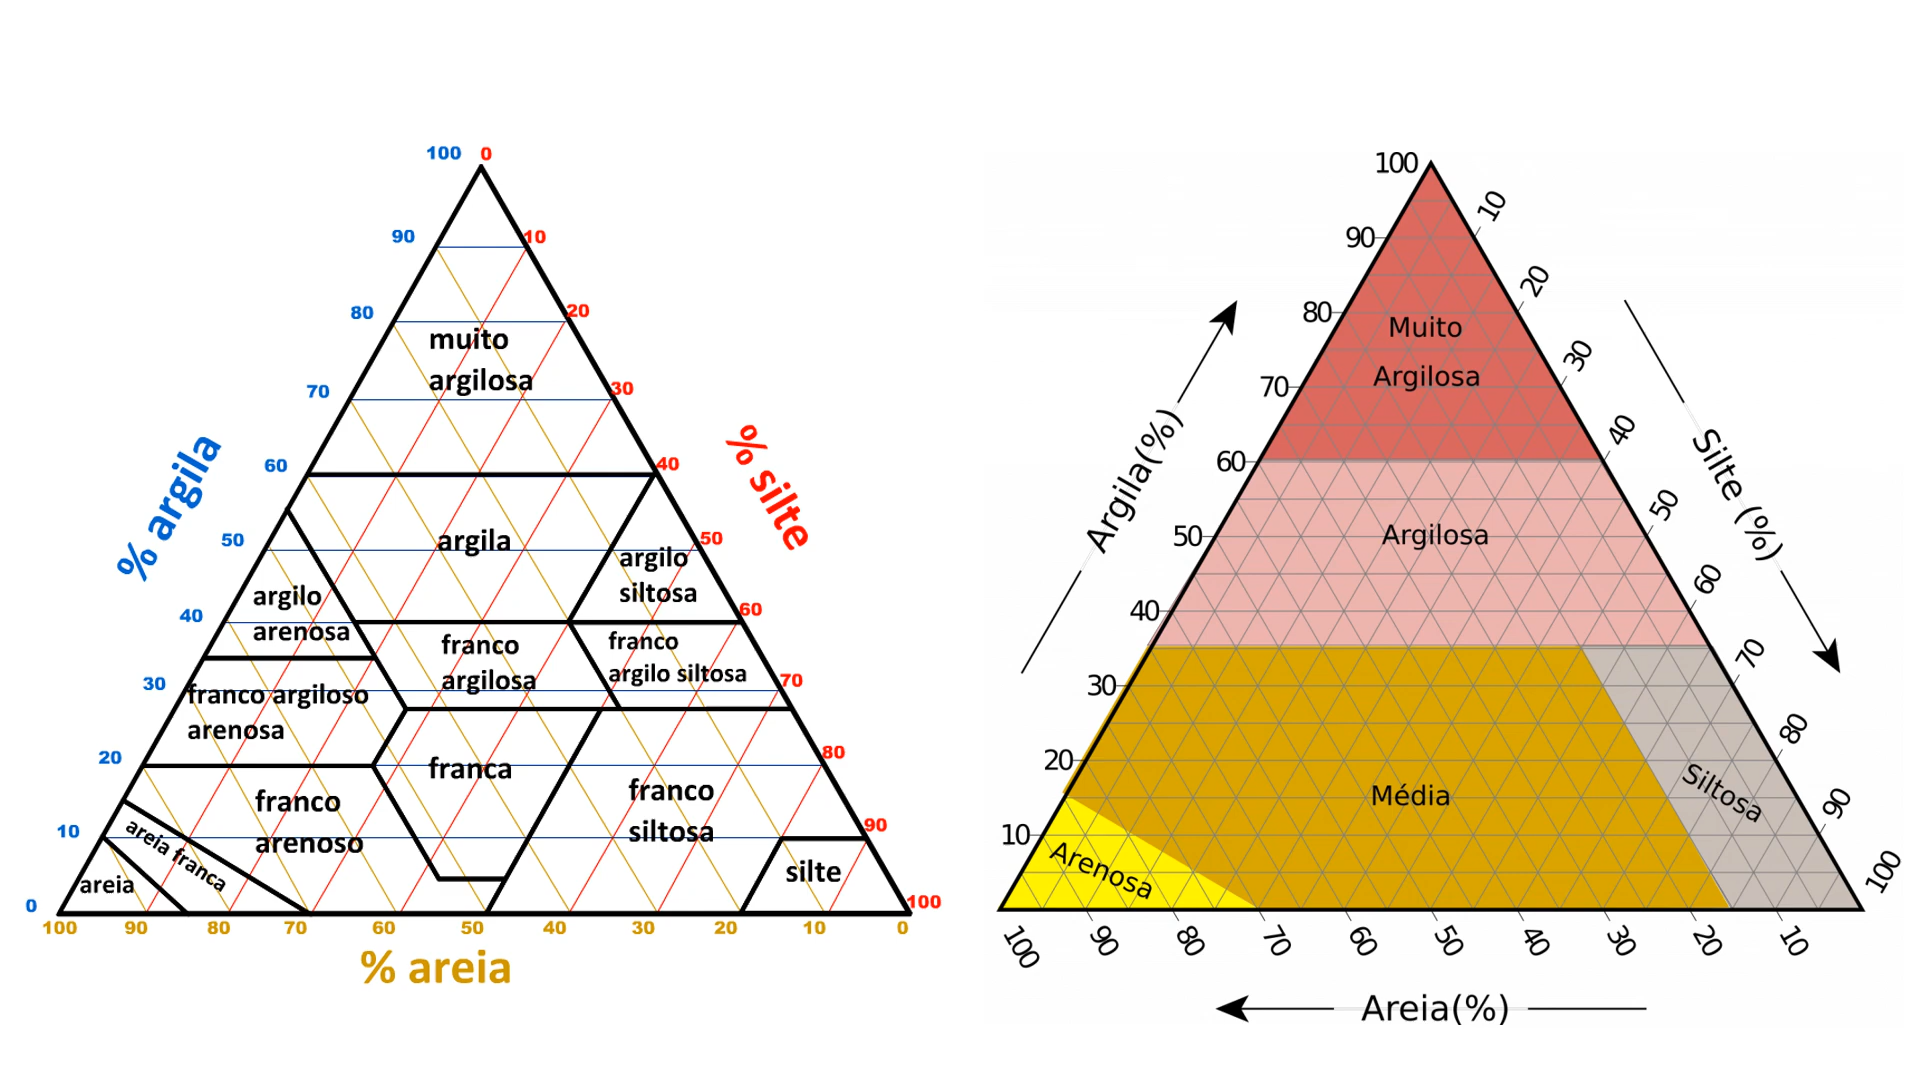 100 0
90 10
80 20
muito
argilosa
70 30
60 40
% argila
% silte
50 50
argila
argilo
siltosa
argilo
arenosa
40 60
franco
argilosa
franco
argilo siltosa
30 70
franco argiloso
arenosa
20 80
franca
franco
siltosa
franco
arenoso
10 90
areia franca
areia
silte
0 100
100 90 80 70 60 50 40 30 20 10 0
% areia
100
10
90
20
80
Muito
Argilosa
30
70
40
60
Argila(%)
Silte (%)
50
50
Argilosa
60
40
70
30
80
20
Média
Siltosa
90
10
Arenosa
100
100 90 80 70 60 50 40 30 20 10
Areia(%)